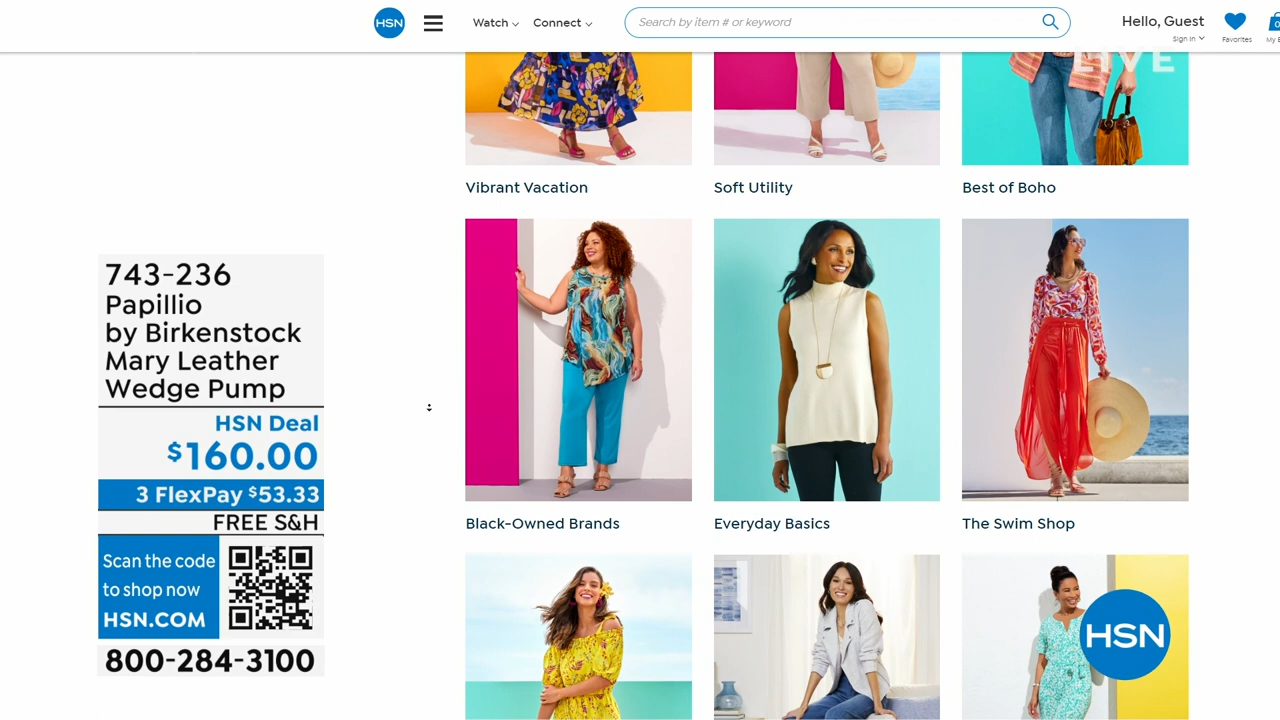 HSN
Watch
Connect
Search by item # or keyword
Hello, Guest
Sign In
Favorites
0
LIVE
Vibrant Vacation
Soft Utility
Best of Boho
743-236
Papillio
by Birkenstock
Mary Leather
Wedge Pump
HSN Deal
$160.00
3 FlexPay $53.33
FREE S&H
Scan the code
to shop now
HSN.COM
800-284-3100
Black-Owned Brands
Everyday Basics
The Swim Shop
HSN